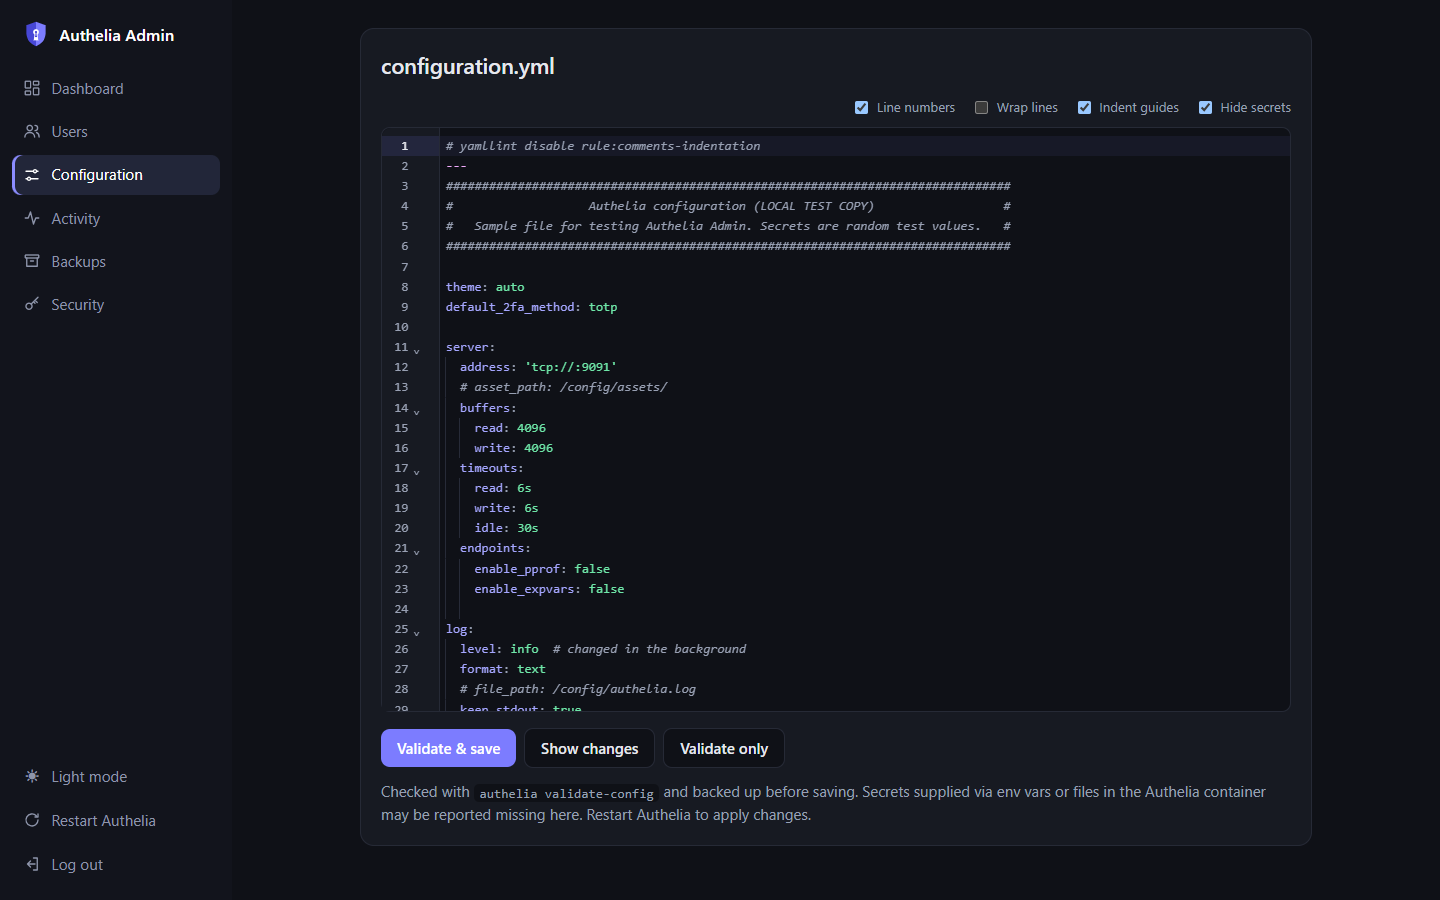 Authelia Admin
Dashboard
Users
Configuration
Activity
Backups
Security
Light mode
Restart Authelia
Log out
configuration.yml
Line numbers Wrap lines Indent guides Hide secrets
1 # yamllint disable rule:comments-indentation
2 ---
3 ###############################################################################
4 #                   Authelia configuration (LOCAL TEST COPY)                  #
5 #   Sample file for testing Authelia Admin. Secrets are random test values.   #
6 ###############################################################################
7
8 theme: auto
9 default_2fa_method: totp
10
11 server:
12   address: 'tcp://:9091'
13   # asset_path: /config/assets/
14   buffers:
15     read: 4096
16     write: 4096
17   timeouts:
18     read: 6s
19     write: 6s
20     idle: 30s
21   endpoints:
22     enable_pprof: false
23     enable_expvars: false
24
25 log:
26   level: info  # changed in the background
27   format: text
28   # file_path: /config/authelia.log
29   keep_stdout: true
Validate & save Show changes Validate only
Checked with authelia validate-config and backed up before saving. Secrets supplied via env vars or files in the Authelia container
may be reported missing here. Restart Authelia to apply changes.